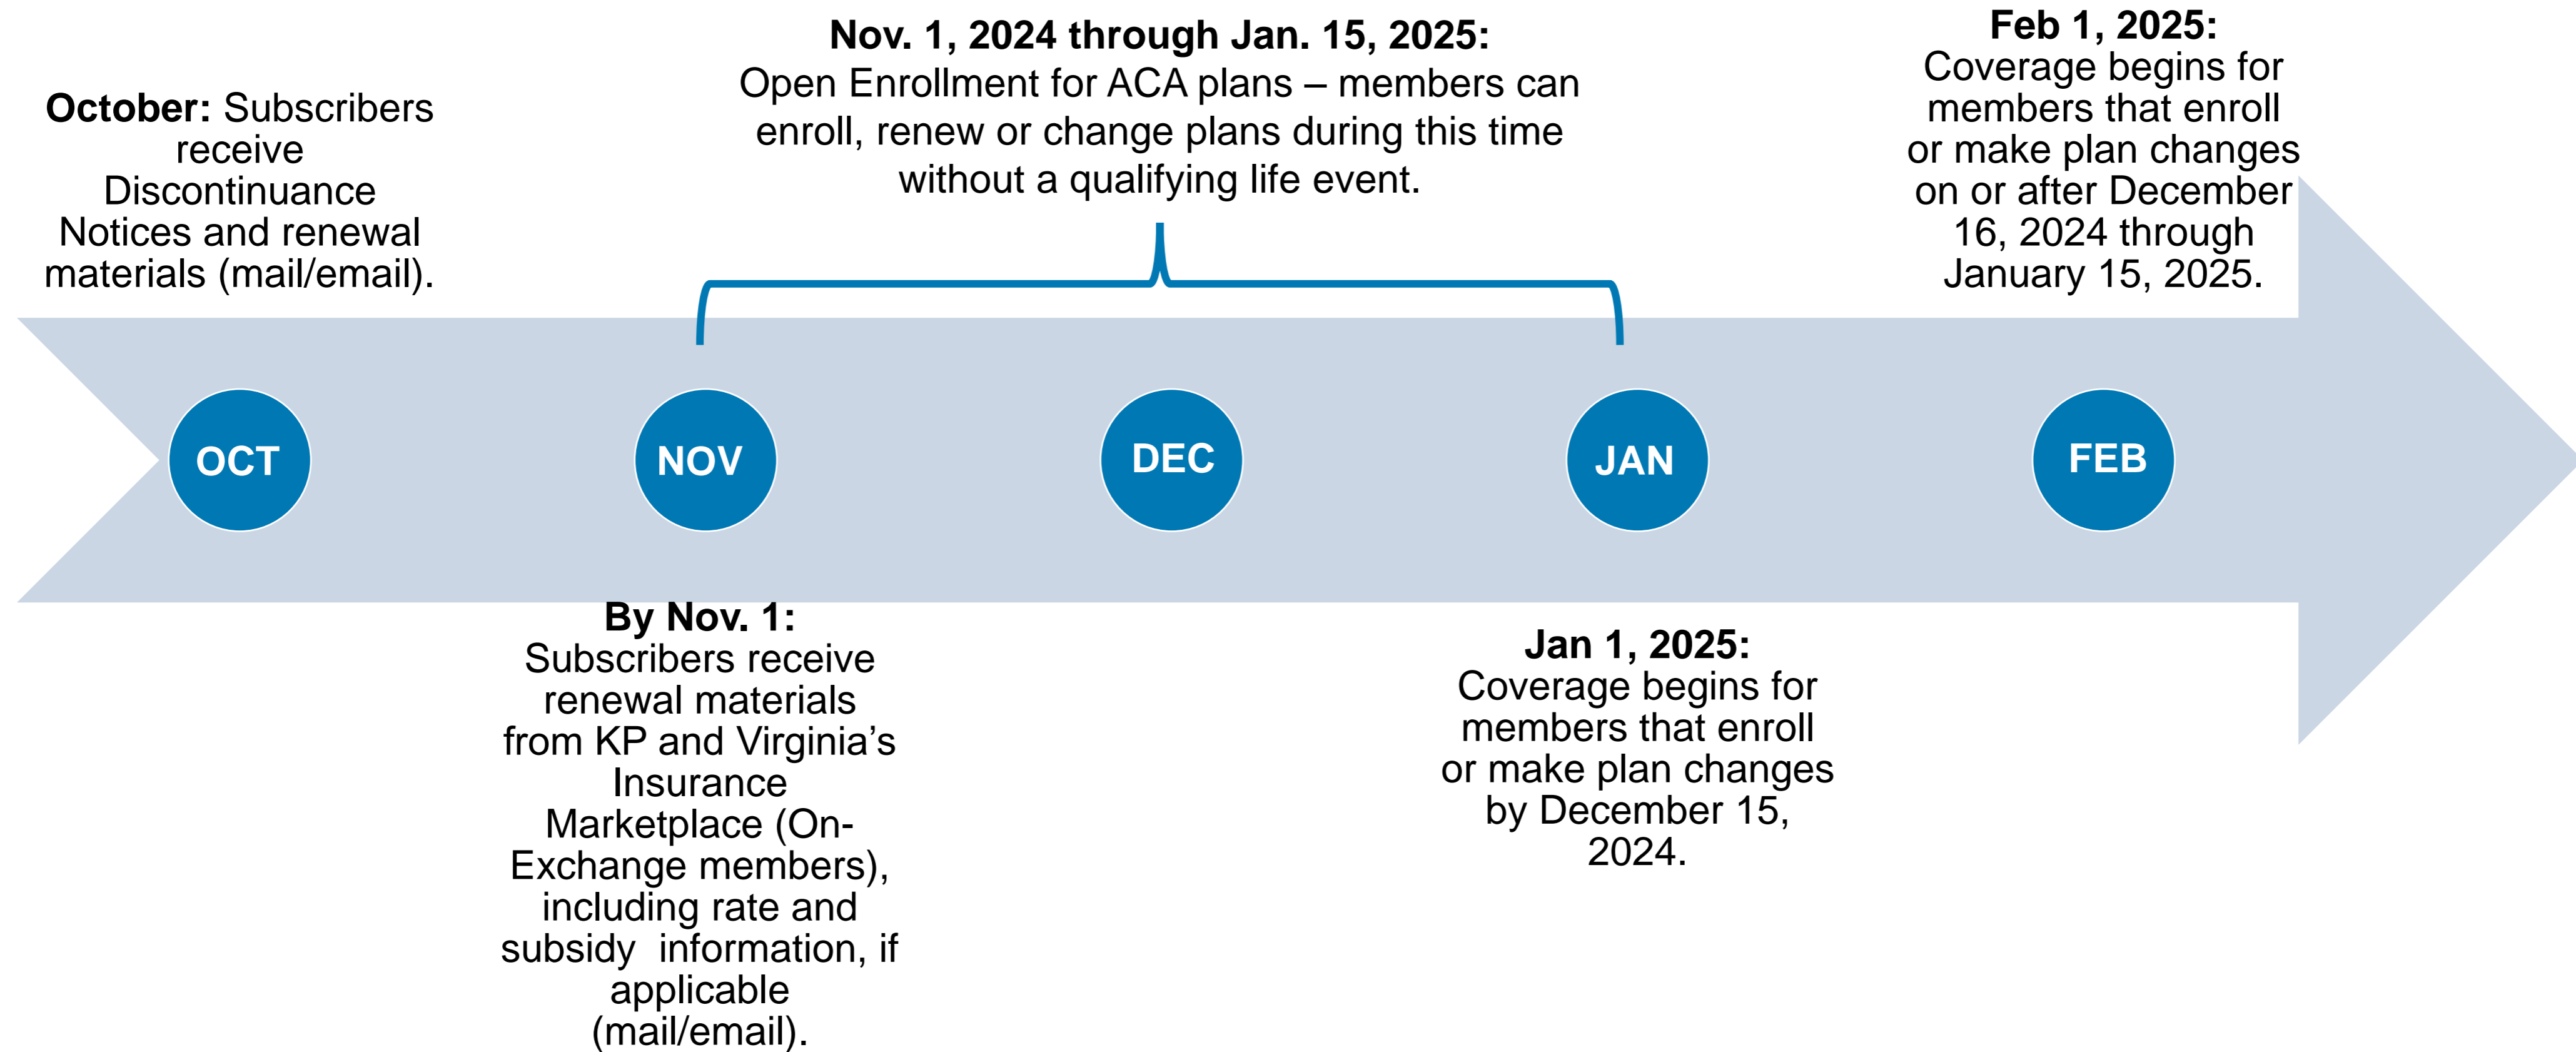 October: Subscribers
receive
Discontinuance
Notices and renewal
materials (mail/email).
Nov. 1, 2024 through Jan. 15, 2025:
Open Enrollment for ACA plans – members can
enroll, renew or change plans during this time
without a qualifying life event.
Feb 1, 2025:
Coverage begins for
members that enroll
or make plan changes
on or after December
16, 2024 through
January 15, 2025.
OCT
NOV
DEC
JAN
FEB
By Nov. 1:
Subscribers receive
renewal materials
from KP and Virginia’s
Insurance
Marketplace (On-
Exchange members),
including rate and
subsidy  information, if
applicable
(mail/email).
Jan 1, 2025:
Coverage begins for
members that enroll
or make plan changes
by December 15,
2024.